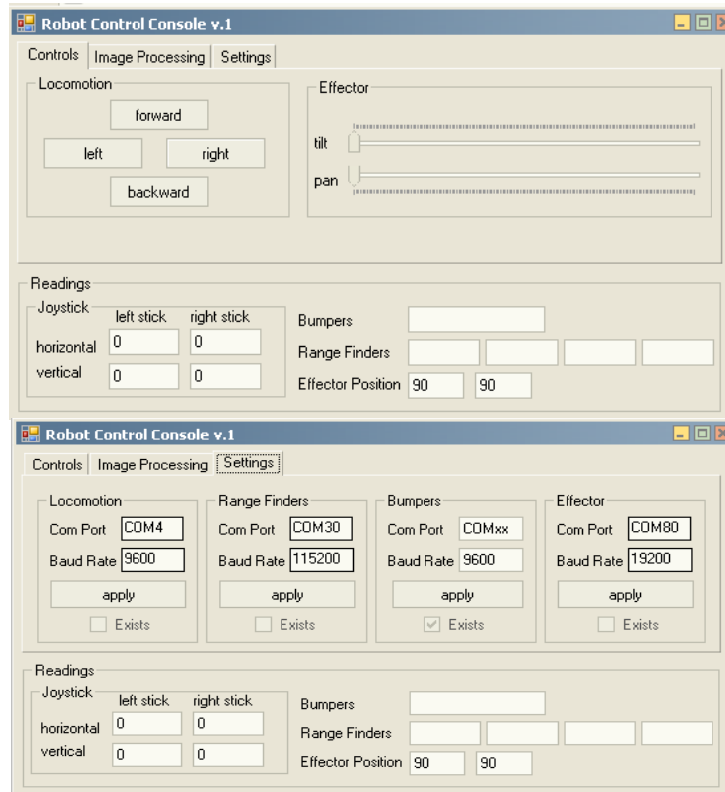 Robot Control Console v.1
Controls Image Processing Settings
Locomotion
forward
left right
backward
Effector
tilt
pan
Readings
Joystick
left stick right stick
horizontal 0 0
vertical 0 0
Bumpers
Range Finders
Effector Position 90 90
Robot Control Console v.1
Controls Image Processing Settings
Locomotion
Com Port COM4
Baud Rate 9600
apply
Exists
Range Finders
Com Port COM30
Baud Rate 115200
apply
Exists
Bumpers
Com Port COMxx
Baud Rate 9600
apply
Exists
Effector
Com Port COM80
Baud Rate 19200
apply
Exists
Readings
Joystick
left stick right stick
horizontal 0 0
vertical 0 0
Bumpers
Range Finders
Effector Position 90 90